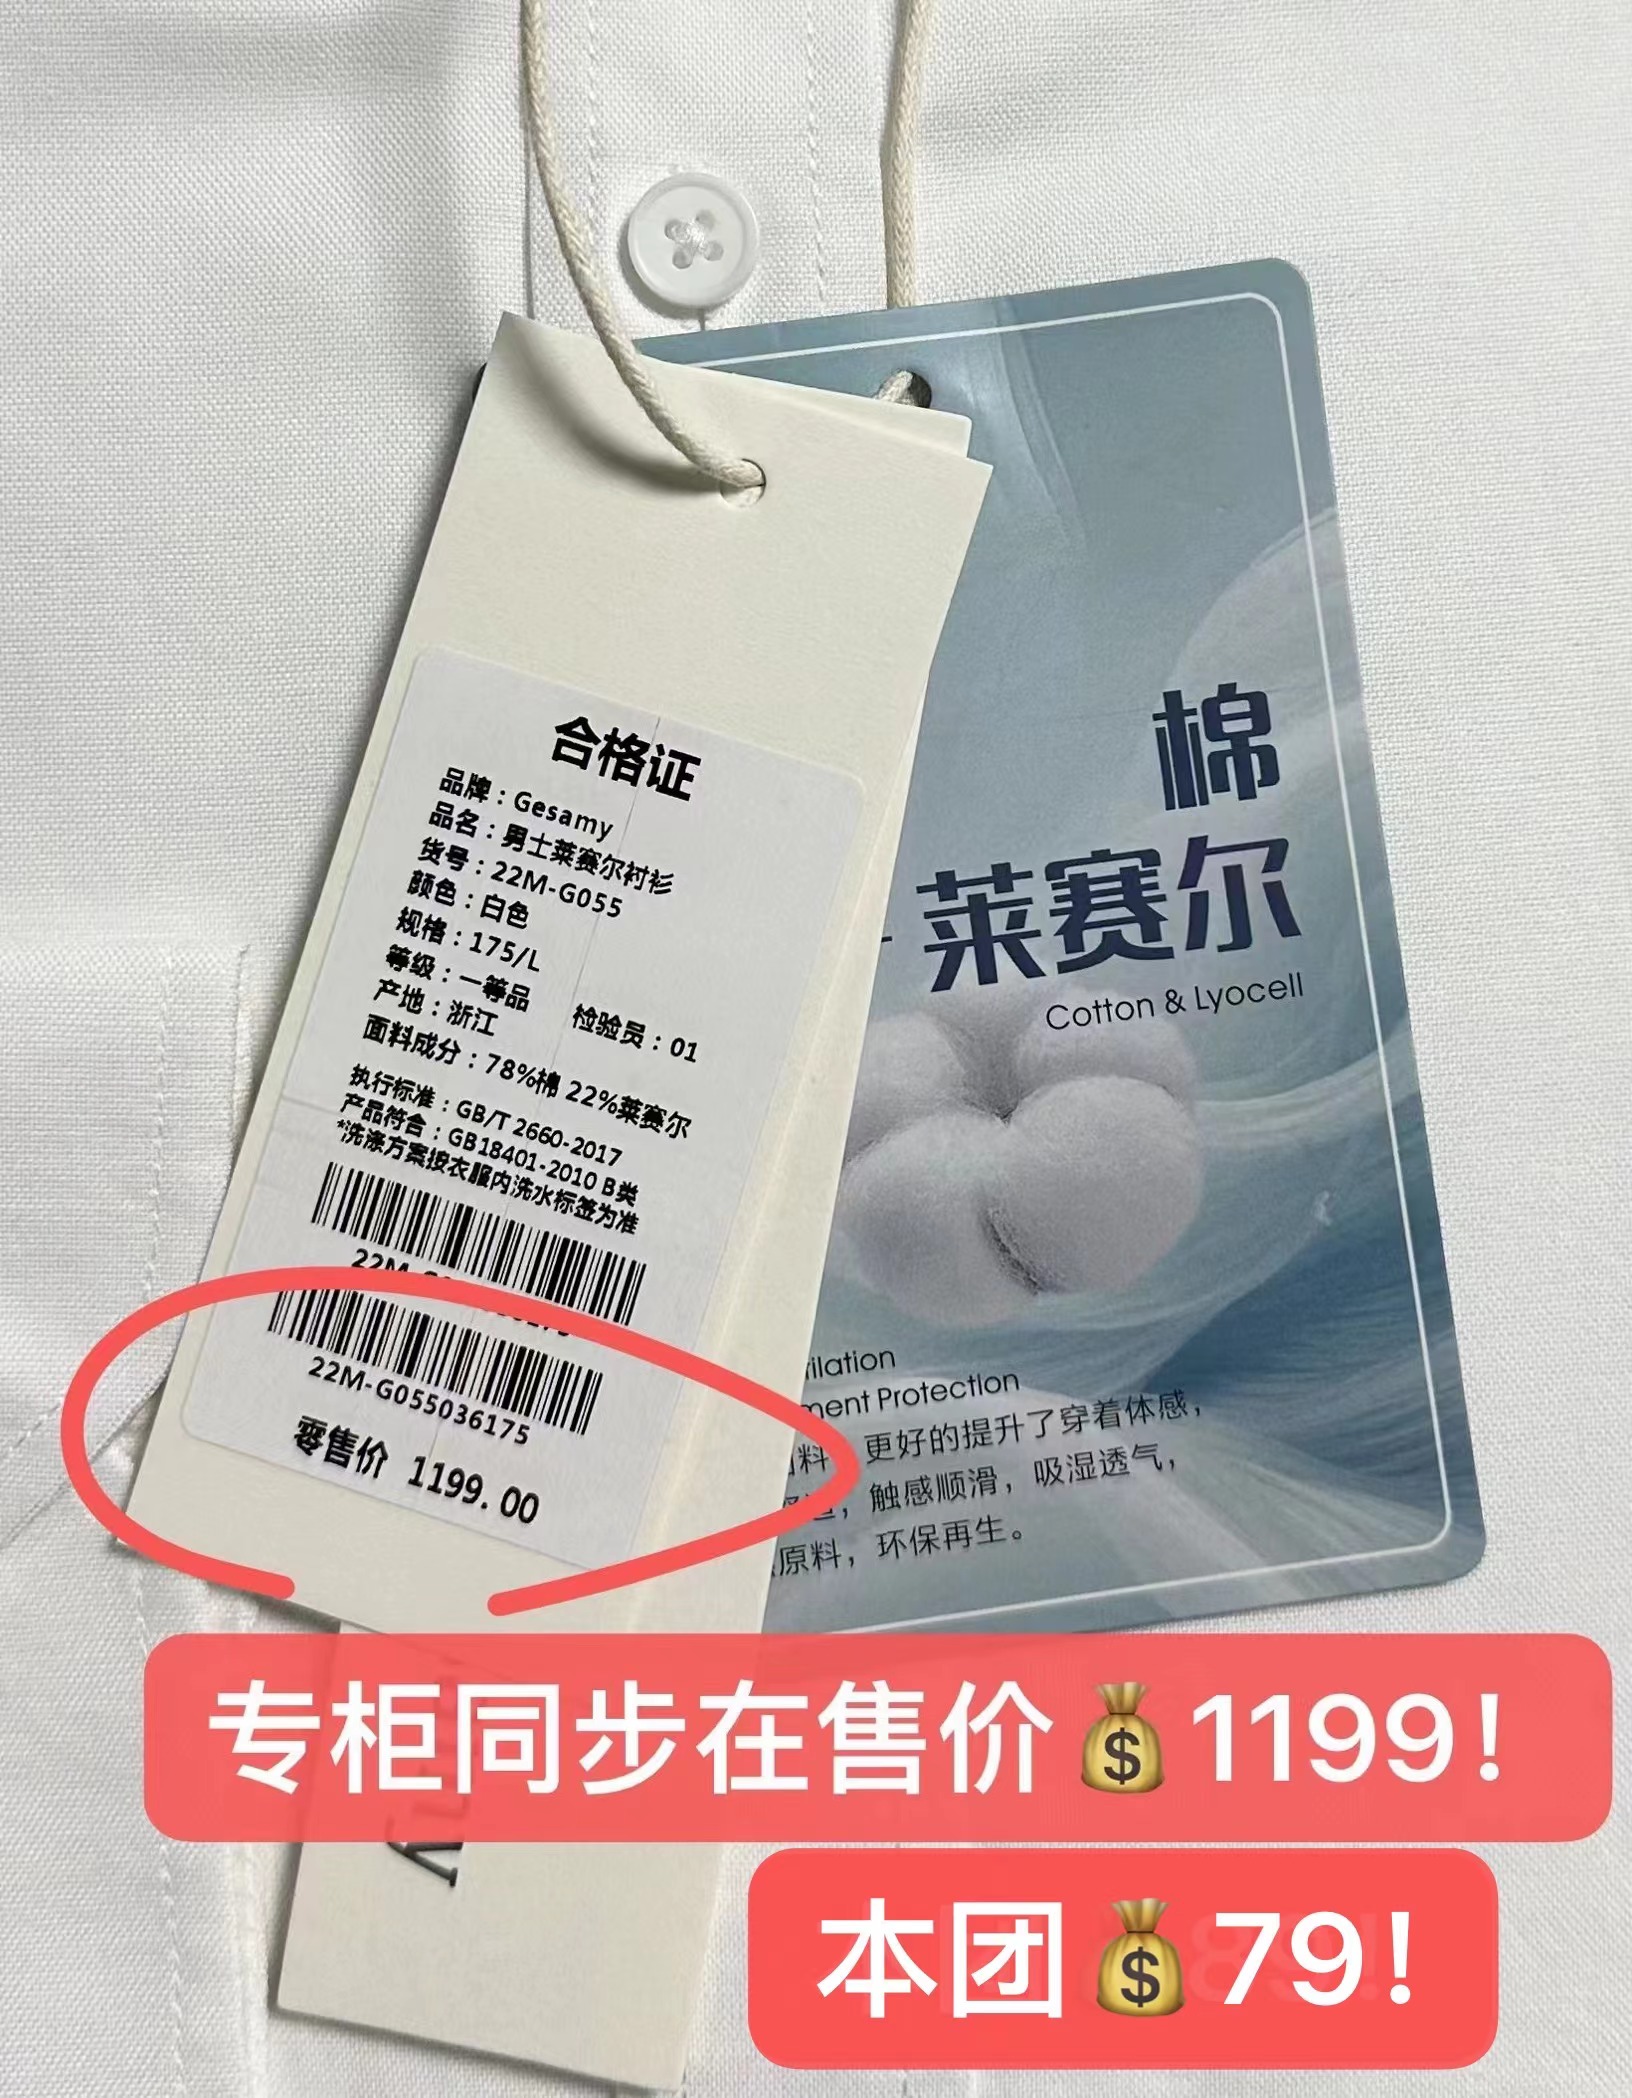 合格证
品牌：Gesamy
品名：男士莱赛尔衬衫
货号：22M-G055
颜色：白色
规格：175/L
等级：一等品
产地：浙江 检验员：01
面料成分：78%棉 22%莱赛尔
执行标准：GB/T 2660-2017
产品符合：GB18401-2010 B类
*洗涤方案按衣服内洗水标签为准
22M-G055036175
零售价 1199.00
棉
莱赛尔
Cotton & Lyocell
Protection
更好的提升了穿着体感，
触感顺滑，吸湿透气，
原料，环保再生。
专柜同步在售价💰1199！
本团💰79！